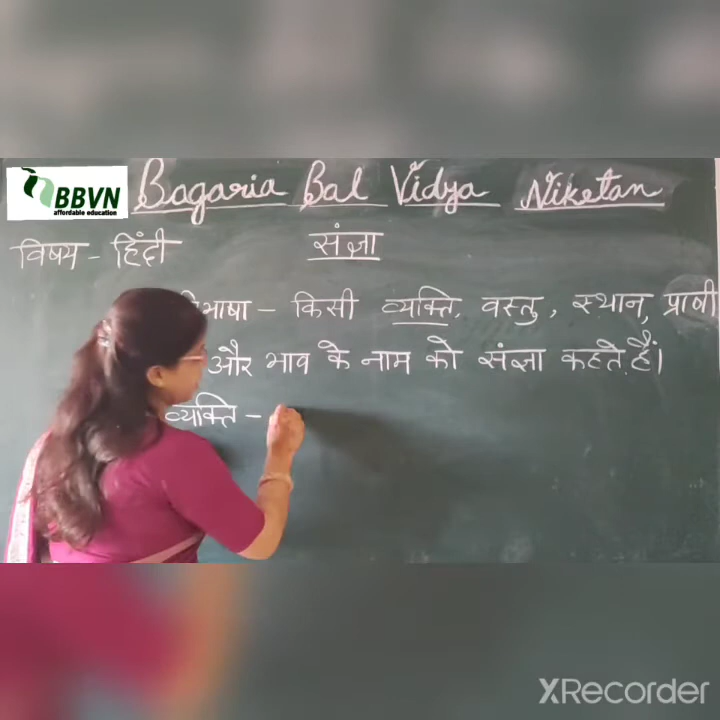 BBVN
affordable education
Bagaria Bal Vidya Niketan
विषय - हिंदी
संज्ञा
भाषा - किसी व्यक्ति, वस्तु, स्थान, प्राणी
और भाव के नाम को संज्ञा कहते हैं।
व्यक्ति -
XRecorder